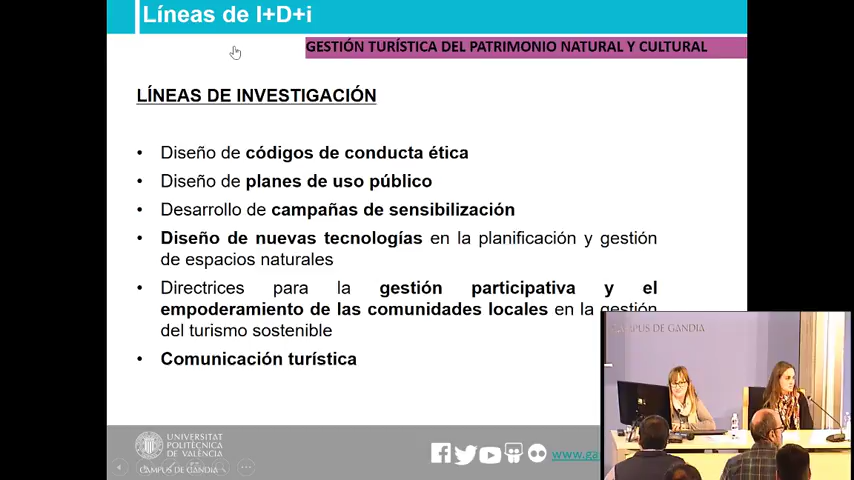 Líneas de I+D+i
GESTIÓN TURÍSTICA DEL PATRIMONIO NATURAL Y CULTURAL
LÍNEAS DE INVESTIGACIÓN
• Diseño de códigos de conducta ética
• Diseño de planes de uso público
• Desarrollo de campañas de sensibilización
• Diseño de nuevas tecnologías en la planificación y gestión
de espacios naturales
• Directrices para la gestión participativa y el
empoderamiento de las comunidades locales en la gestión
del turismo sostenible
• Comunicación turística
CAMPUS DE GANDIA
UNIVERSITAT
POLITÈCNICA
DE VALÈNCIA
CAMPUS DE GANDIA
www.ga